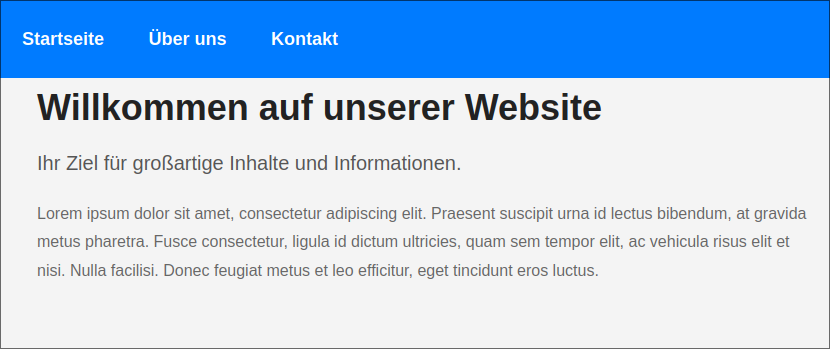 Startseite Über uns Kontakt
Willkommen auf unserer Website
Ihr Ziel für großartige Inhalte und Informationen.
Lorem ipsum dolor sit amet, consectetur adipiscing elit. Praesent suscipit urna id lectus bibendum, at gravida
metus pharetra. Fusce consectetur, ligula id dictum ultricies, quam sem tempor elit, ac vehicula risus elit et
nisi. Nulla facilisi. Donec feugiat metus et leo efficitur, eget tincidunt eros luctus.